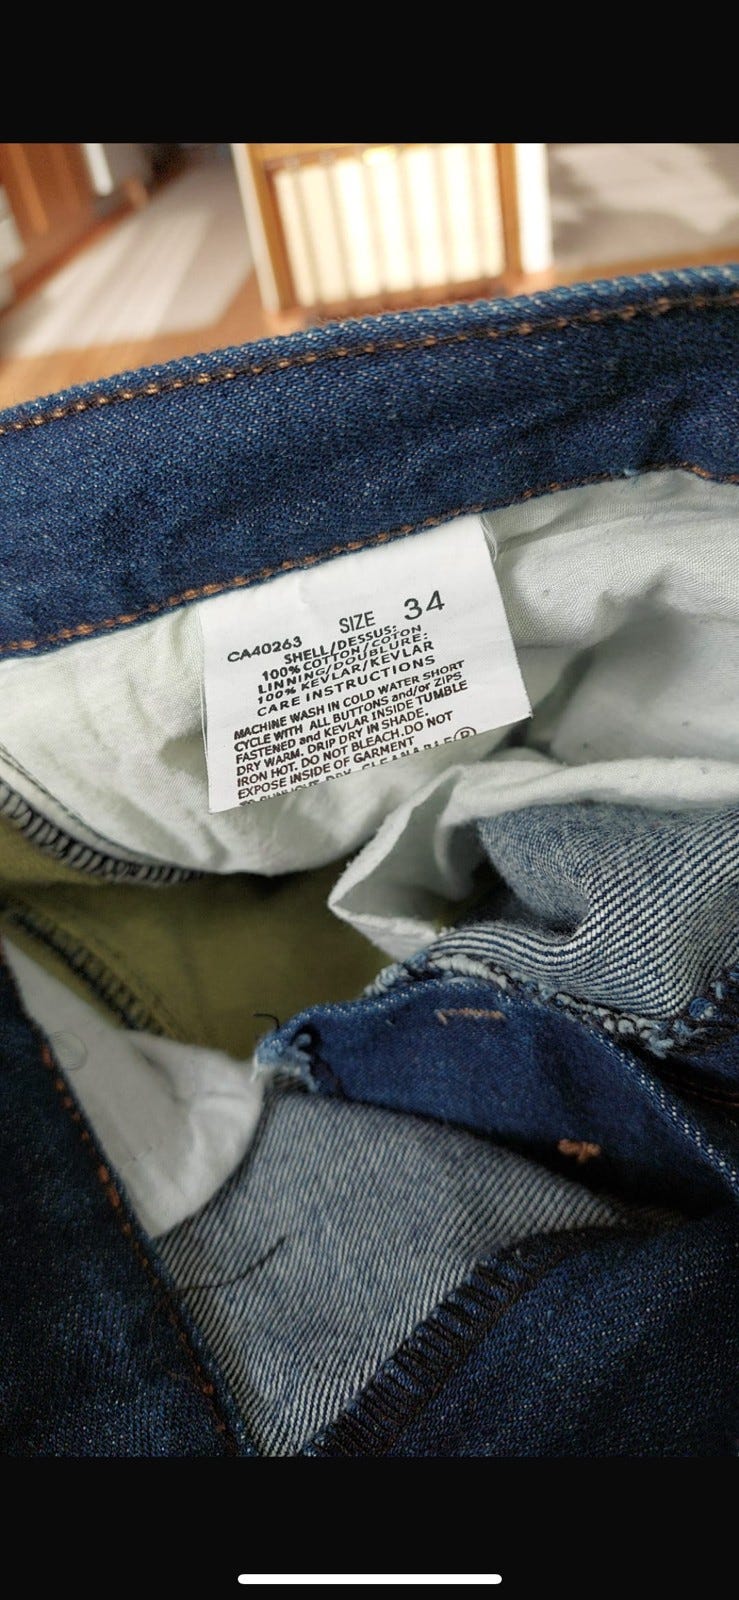 SIZE 34
CA40263
SHELL/DESSUS:
100% COTTON/COTON
LINNING/DOUBLURE:
100% KEVLAR/KEVLAR
CARE INSTRUCTIONS
MACHINE WASH IN COLD WATER SHORT
CYCLE WITH ALL BUTTONS and/or ZIPS
FASTENED and KEVLAR INSIDE TUMBLE
DRY WARM. DRIP DRY IN SHADE.
IRON HOT. DO NOT BLEACH.DO NOT
EXPOSE INSIDE OF GARMENT